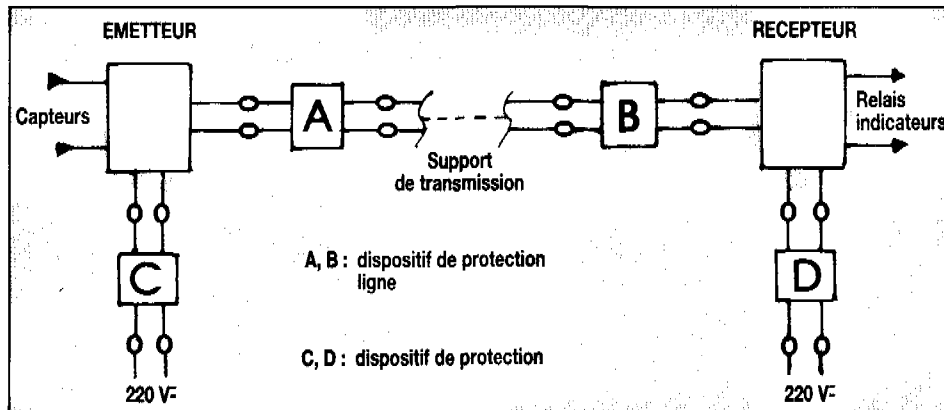 EMETTEUR
RECEPTEUR
Capteurs
A
B
Relais
indicateurs
Support
de transmission
C
D
A, B : dispositif de protection
ligne
C, D : dispositif de protection
220 V=
220 V=